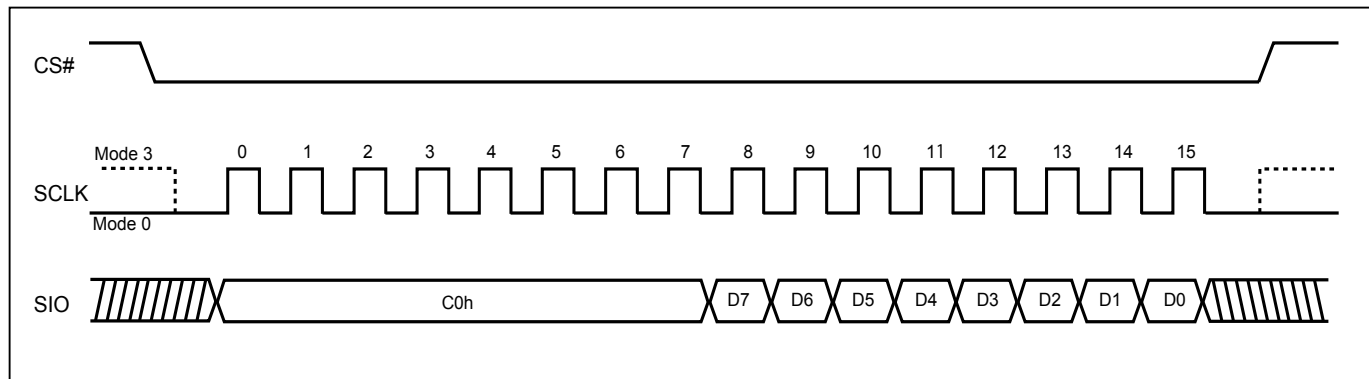 CS#
Mode 3
0 1 2 3 4 5 6 7 8 9 10 11 12 13 14 15
SCLK
Mode 0
SIO
C0h D7 D6 D5 D4 D3 D2 D1 D0